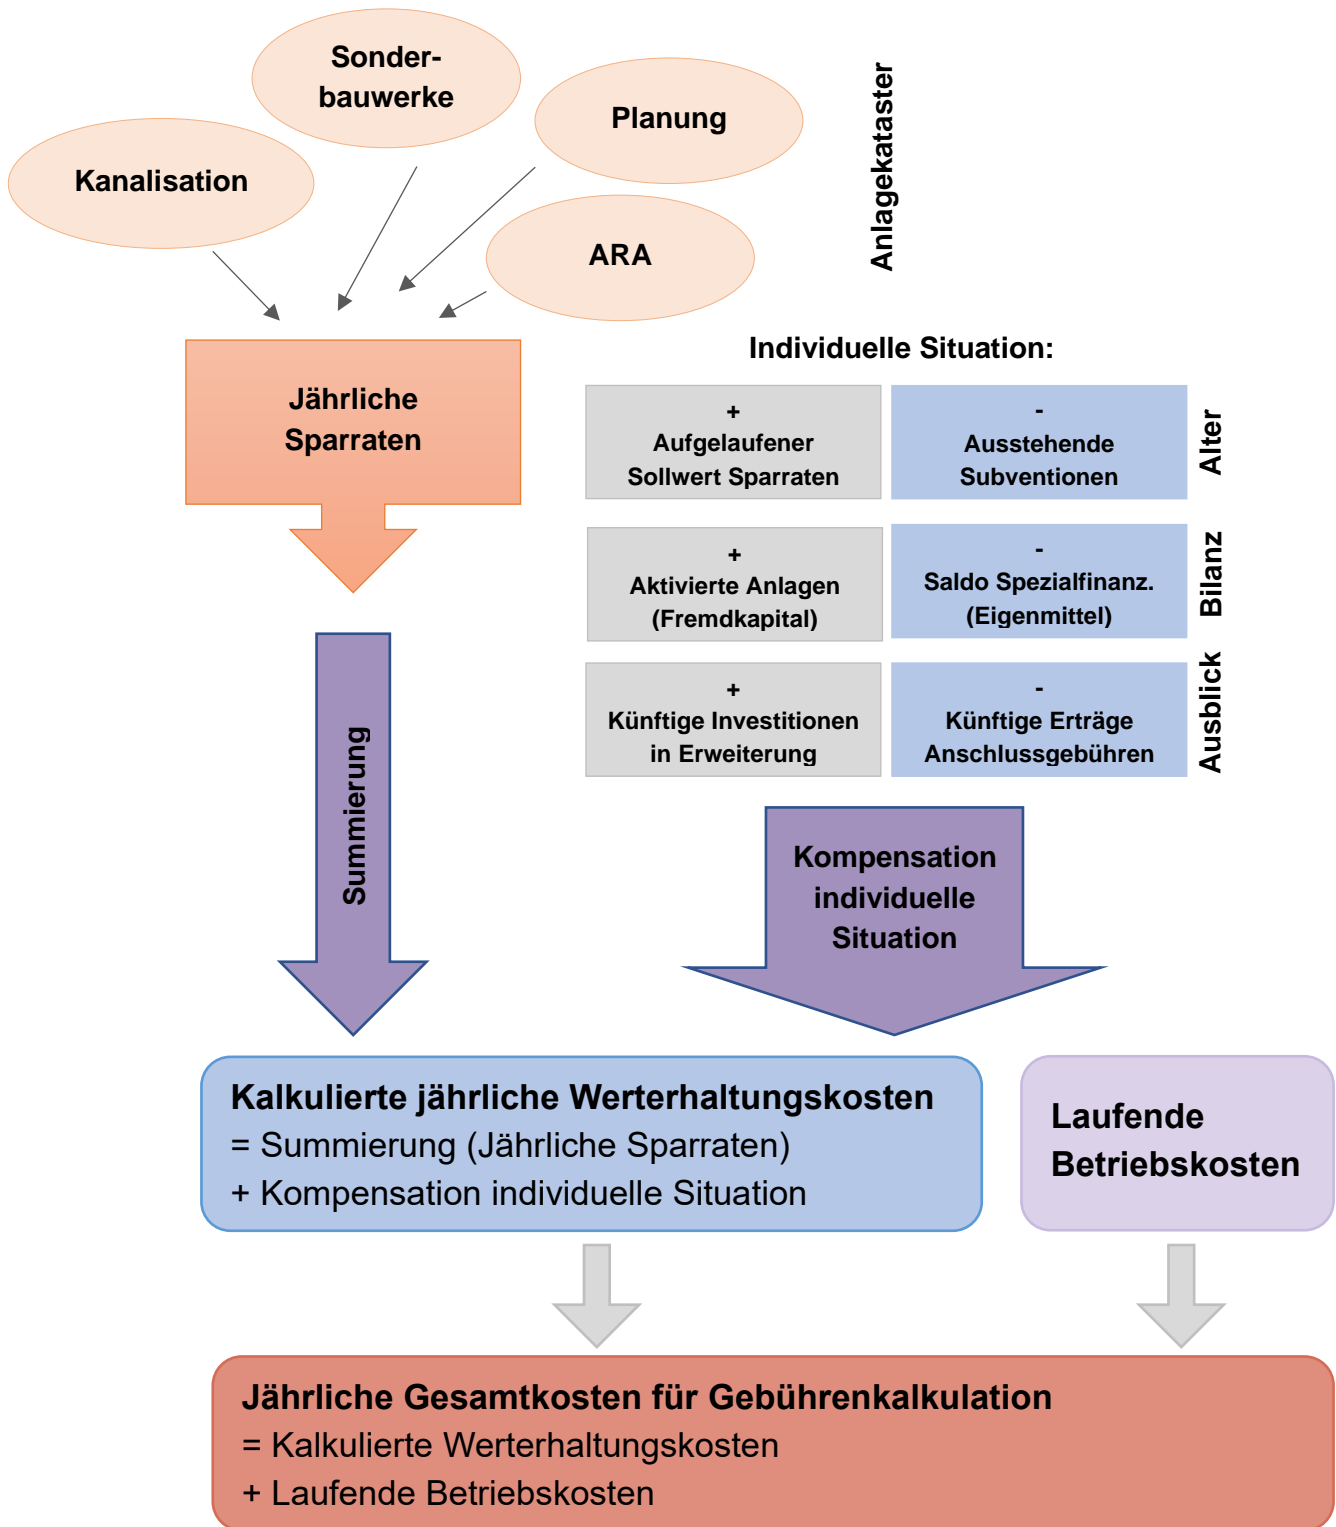 Sonder-
bauwerke
Planung
Kanalisation
ARA
Anlagekataster
Jährliche
Sparraten
Individuelle Situation:
+
Aufgelaufener
Sollwert Sparraten
-
Ausstehende
Subventionen
Alter
+
Aktivierte Anlagen
(Fremdkapital)
-
Saldo Spezialfinanz.
(Eigenmittel)
Bilanz
+
Künftige Investitionen
in Erweiterung
-
Künftige Erträge
Anschlussgebühren
Ausblick
Summierung
Kompensation
individuelle
Situation
Kalkulierte jährliche Werterhaltungskosten
= Summierung (Jährliche Sparraten)
+ Kompensation individuelle Situation
Laufende
Betriebskosten
Jährliche Gesamtkosten für Gebührenkalkulation
= Kalkulierte Werterhaltungskosten
+ Laufende Betriebskosten